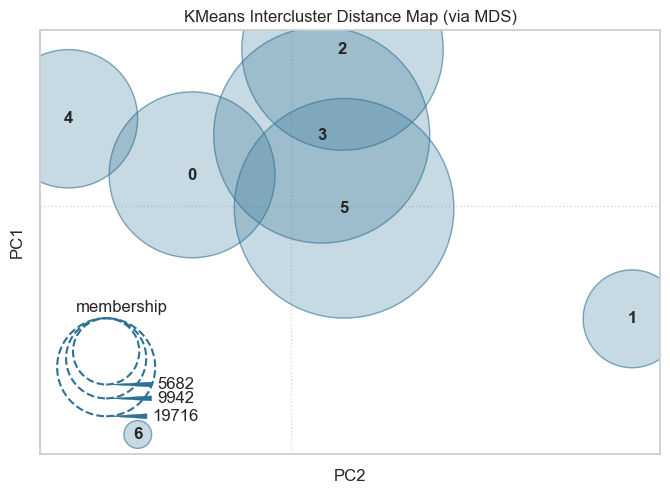 KMeans Intercluster Distance Map (via MDS)
2
4
3
0
5
PC1
membership
1
5682
9942
19716
6
PC2